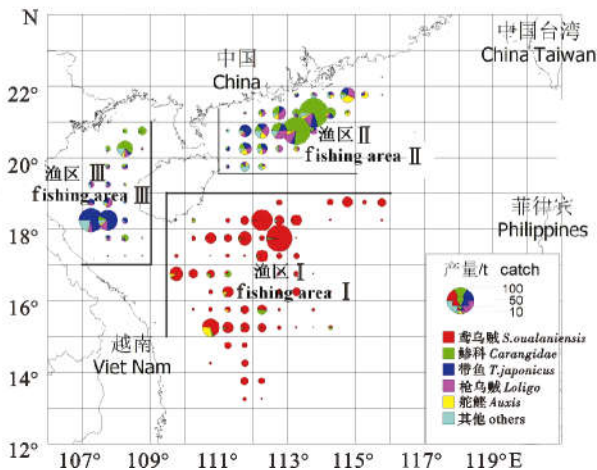 N
22°
20°
18°
16°
14°
12°
中国
China
中国台湾
China Taiwan
渔区Ⅱ
fishing area Ⅱ
渔区Ⅲ
fishing area Ⅲ
菲律宾
Philippines
渔区Ⅰ
fishing area Ⅰ
越南
Viet Nam
产量/t catch
100
50
10
鸢乌贼 S.oualaniensis
鲹科 Carangidae
带鱼 T.japonicus
枪乌贼 Loligo
舵鲣 Auxis
其他 others
107° 109° 111° 113° 115° 117° 119°E